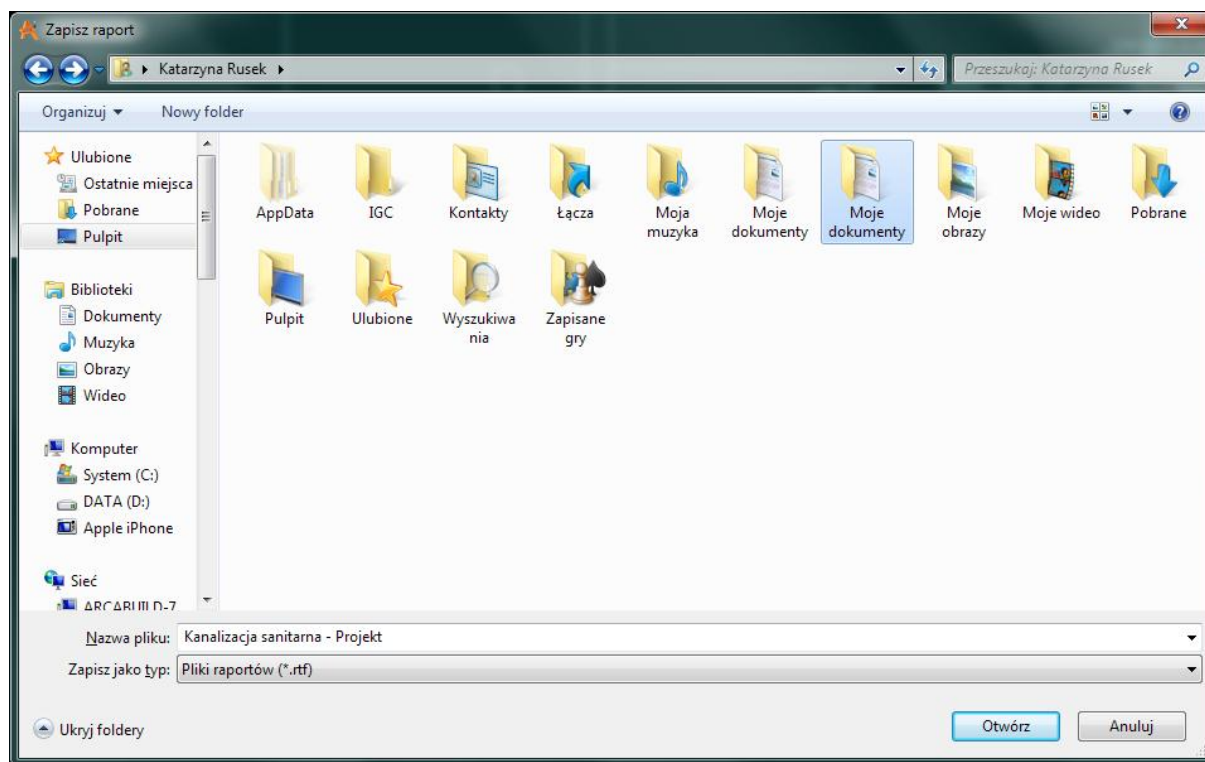 Zapisz raport
Katarzyna Rusek
Przeszukaj: Katarzyna Rusek
Organizuj
Nowy folder
Ulubione
Ostatnie miejsca
Pobrane
Pulpit
Biblioteki
Dokumenty
Muzyka
Obrazy
Wideo
Komputer
System (C:)
DATA (D:)
Apple iPhone
Sieć
ARCABUILD-7
AppData
IGC
Kontakty
Łącza
Moja
muzyka
Moje
dokumenty
Moje
dokumenty
Moje
obrazy
Moje wideo
Pobrane
Pulpit
Ulubione
Wyszukiwa
nia
Zapisane
gry
Nazwa pliku: Kanalizacja sanitarna - Projekt
Zapisz jako typ: Pliki raportów (*.rtf)
Ukryj foldery
Otwórz
Anuluj